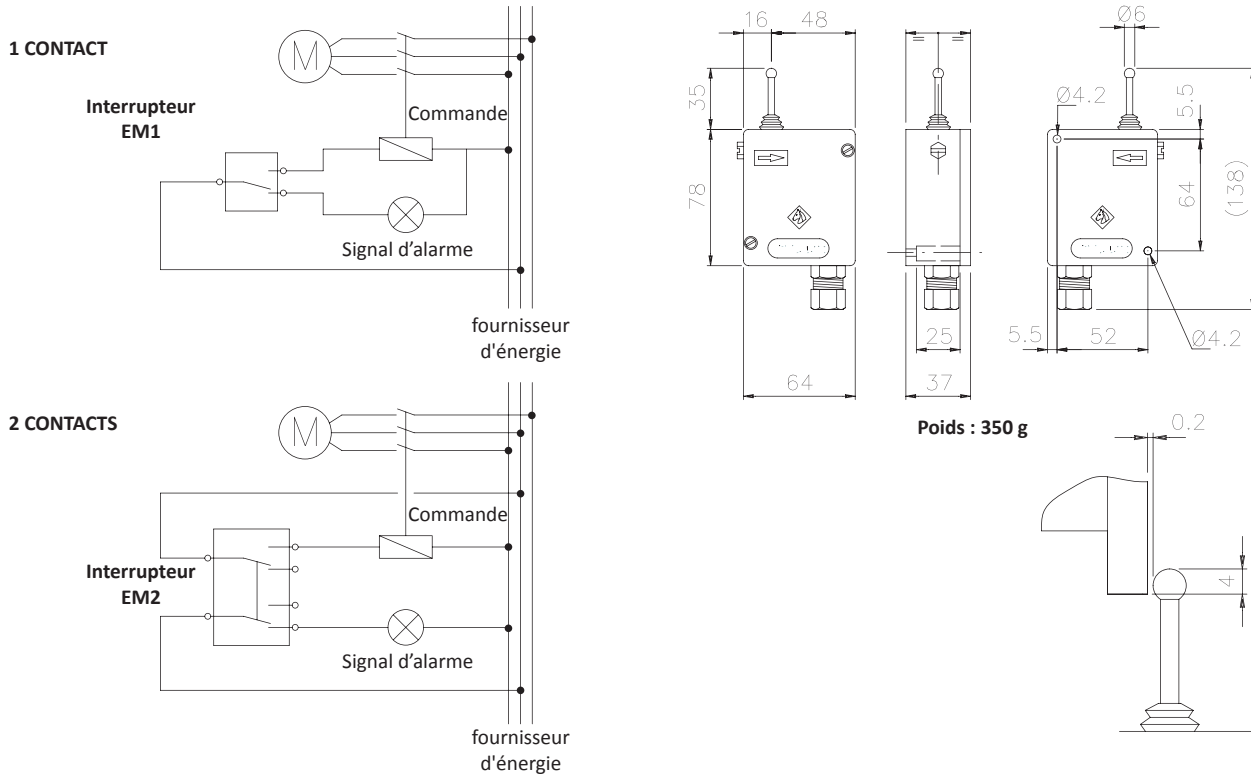 1 CONTACT
M
Interrupteur
EM1
Commande
Signal d’alarme
fournisseur
d'énergie
2 CONTACTS
M
Commande
Interrupteur
EM2
Signal d’alarme
fournisseur
d'énergie
16
48
35
78
64
=
=
25
37
Ø6
Ø4.2
5.5
64
(138)
5.5
52
Ø4.2
Poids : 350 g
0.2
4